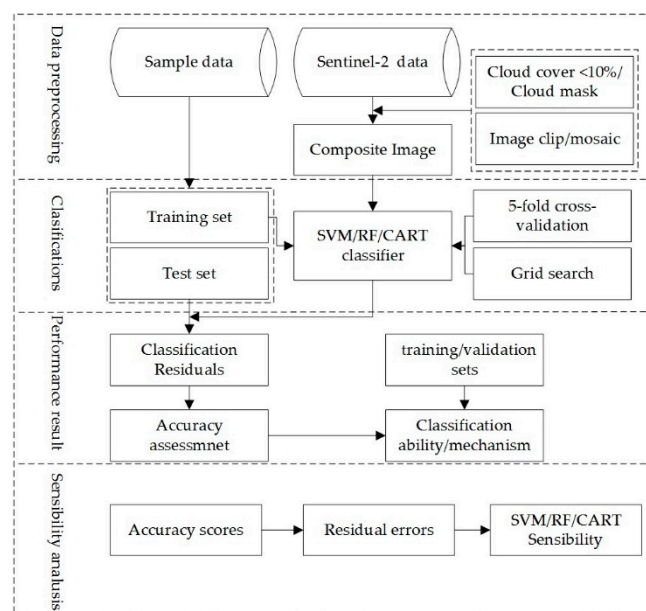 Data preprocessing
Sample data
Sentinel-2 data
Cloud cover <10%/
Cloud mask
Composite Image
Image clip/mosaic
Clasifications
Training set
Test set
SVM/RF/CART
classifier
5-fold cross-
validation
Grid search
Performance result
Classification
Residuals
training/validation
sets
Accuracy
assessmnet
Classification
ability/mechanism
Sensibility analysis
Accuracy scores
Residual errors
SVM/RF/CART
Sensibility